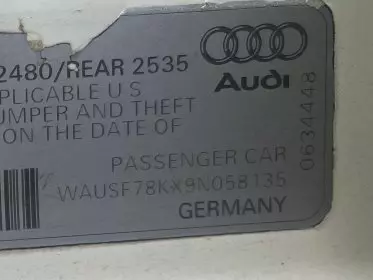 2480/REAR 2535
PLICABLE U S
UMPER AND THEFT
ON THE DATE OF
Audi
0634448
PASSENGER CAR
WAUSF78KX9N058135
GERMANY